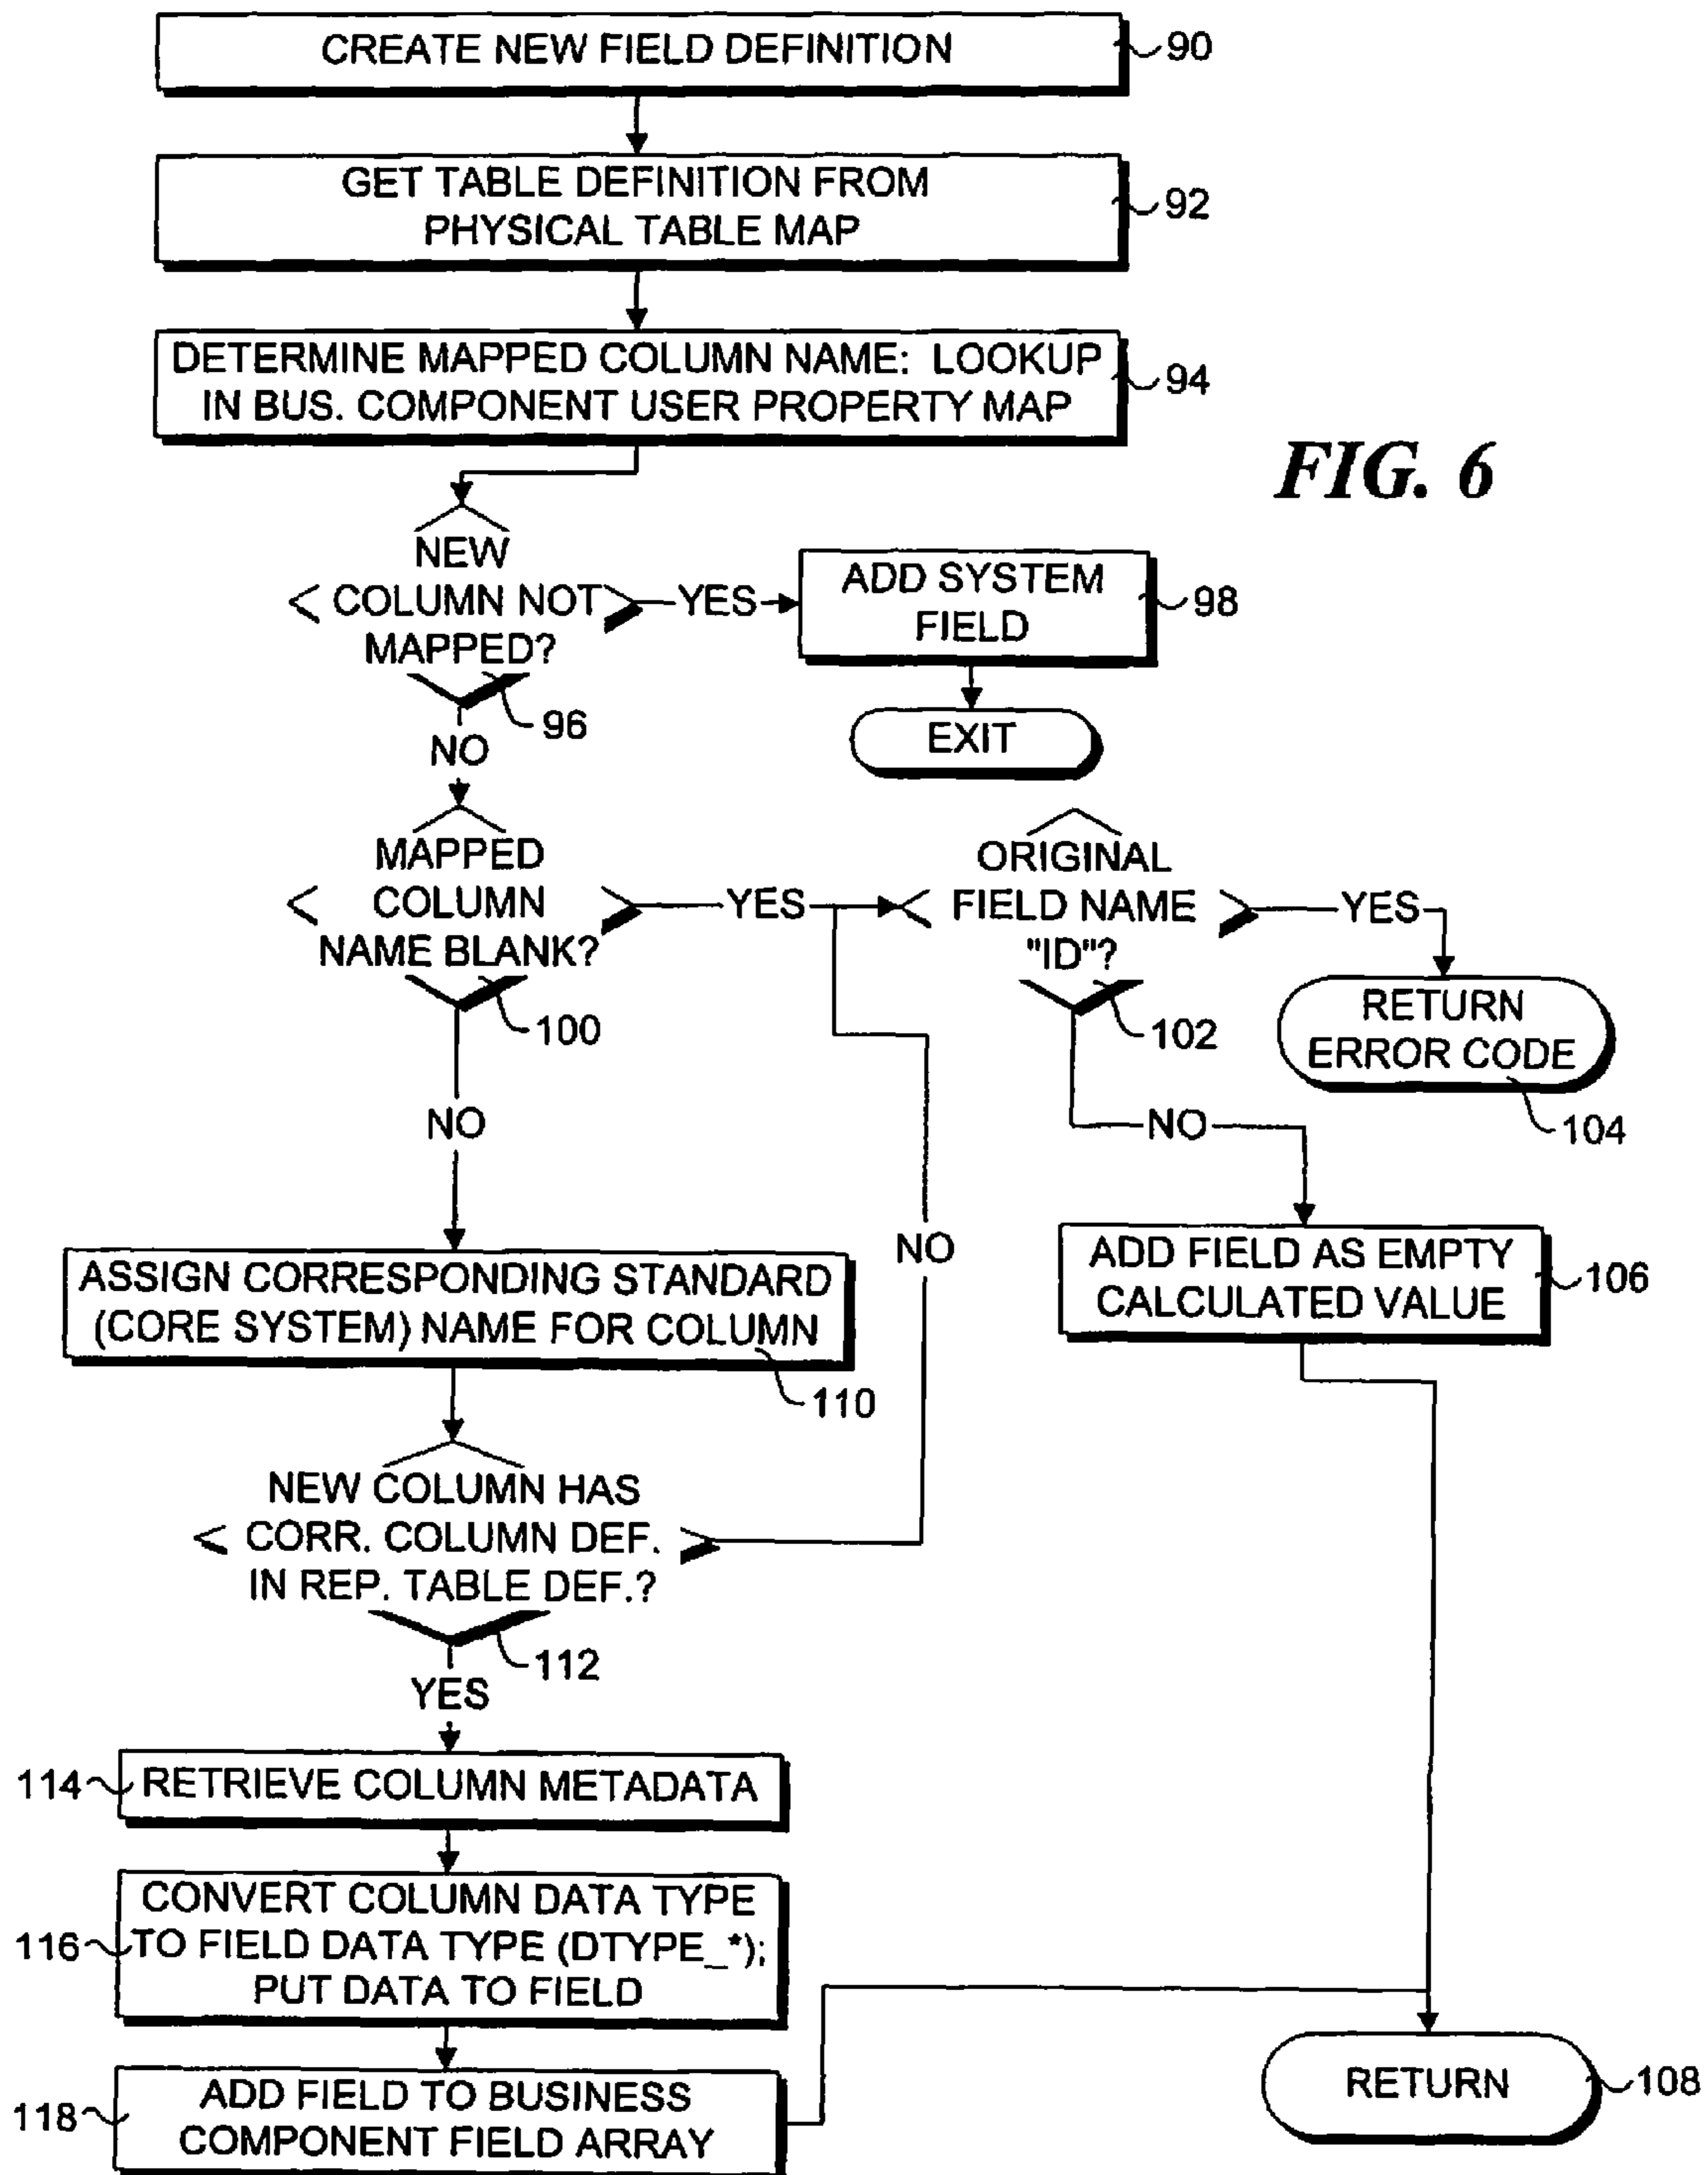 CREATE NEW FIELD DEFINITION
90
GET TABLE DEFINITION FROM
PHYSICAL TABLE MAP
92
DETERMINE MAPPED COLUMN NAME: LOOKUP
IN BUS. COMPONENT USER PROPERTY MAP
94
FIG. 6
NEW
COLUMN NOT
MAPPED?
96
YES
ADD SYSTEM
FIELD
98
EXIT
NO
MAPPED
COLUMN
NAME BLANK?
100
YES
ORIGINAL
FIELD NAME
"ID"?
102
YES
RETURN
ERROR CODE
104
NO
NO
ADD FIELD AS EMPTY
CALCULATED VALUE
106
NO
ASSIGN CORRESPONDING STANDARD
(CORE SYSTEM) NAME FOR COLUMN
110
NEW COLUMN HAS
CORR. COLUMN DEF.
IN REP. TABLE DEF.?
112
YES
114
RETRIEVE COLUMN METADATA
CONVERT COLUMN DATA TYPE
116
TO FIELD DATA TYPE (DTYPE_*);
PUT DATA TO FIELD
118
ADD FIELD TO BUSINESS
COMPONENT FIELD ARRAY
RETURN
108